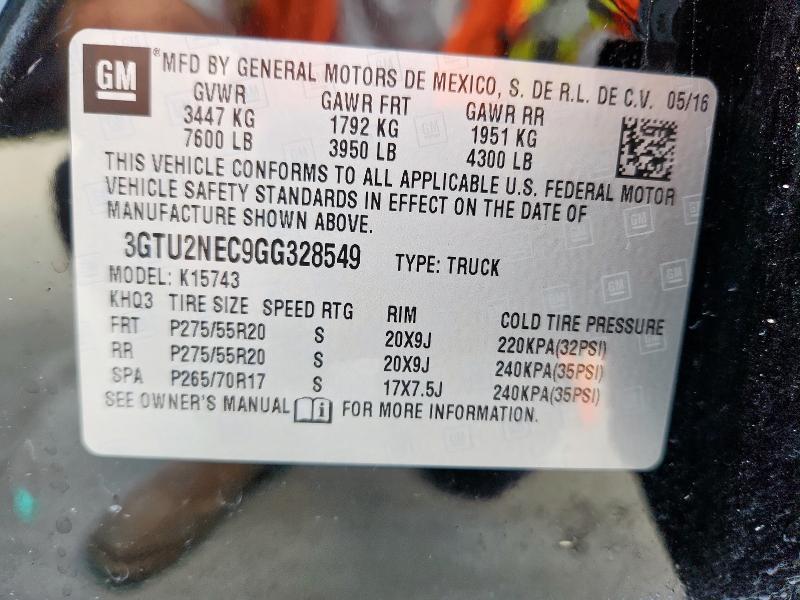 GM ® MFD BY GENERAL MOTORS DE MEXICO, S. DE R.L. DE C.V. 05/16
GVWR GAWR FRT GAWR RR
3447 KG 1792 KG 1951 KG
7600 LB 3950 LB 4300 LB
THIS VEHICLE CONFORMS TO ALL APPLICABLE U.S. FEDERAL MOTOR
VEHICLE SAFETY STANDARDS IN EFFECT ON THE DATE OF
MANUFACTURE SHOWN ABOVE.
3GTU2NEC9GG328549 TYPE: TRUCK
MODEL: K15743
KHQ3 TIRE SIZE SPEED RTG RIM COLD TIRE PRESSURE
FRT P275/55R20 S 20X9J 220KPA(32PSI)
RR P275/55R20 S 20X9J 240KPA(35PSI)
SPA P265/70R17 S 17X7.5J 240KPA(35PSI)
SEE OWNER'S MANUAL i FOR MORE INFORMATION.